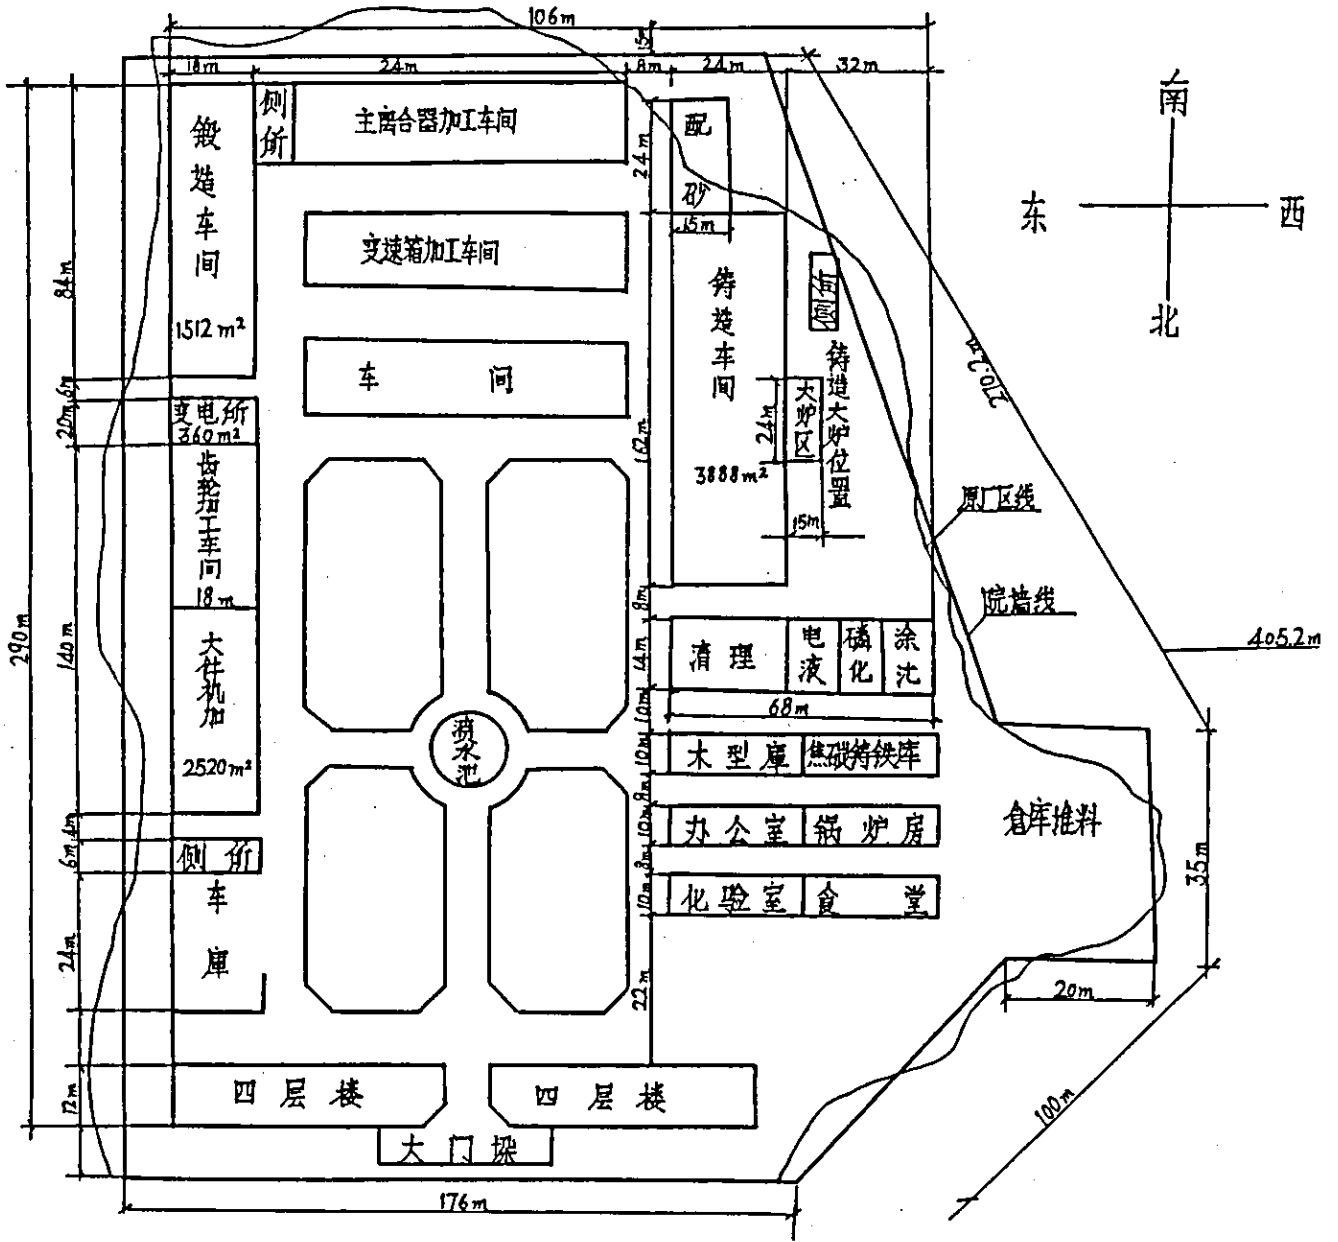 106m
15m
18m
24m
8m
24m
32m
南
东
西
北
锻造车间
1512m²
侧所
主离合器加工车间
变速箱加工车间
车间
配砂
15m
24m
铸造车间
3888m²
162m
大炉区
24m
15m
铸造大炉位置
270.2m
原厂区线
院墙线
405.2m
84m
6m
20m
变电所
360m²
齿轮加工车间
18m
大件机加
2520m²
140m
290m
4m
6m
侧所
车库
24m
12m
8m
14m
清理
电液
磷化
涂池
68m
10m
10m
木型庫
焦碳铸铁库
8m
10m
办公室
锅炉房
8m
10m
化验室
食堂
22m
水池
仓库堆料
35m
20m
100m
四层楼
四层楼
大门垛
176m